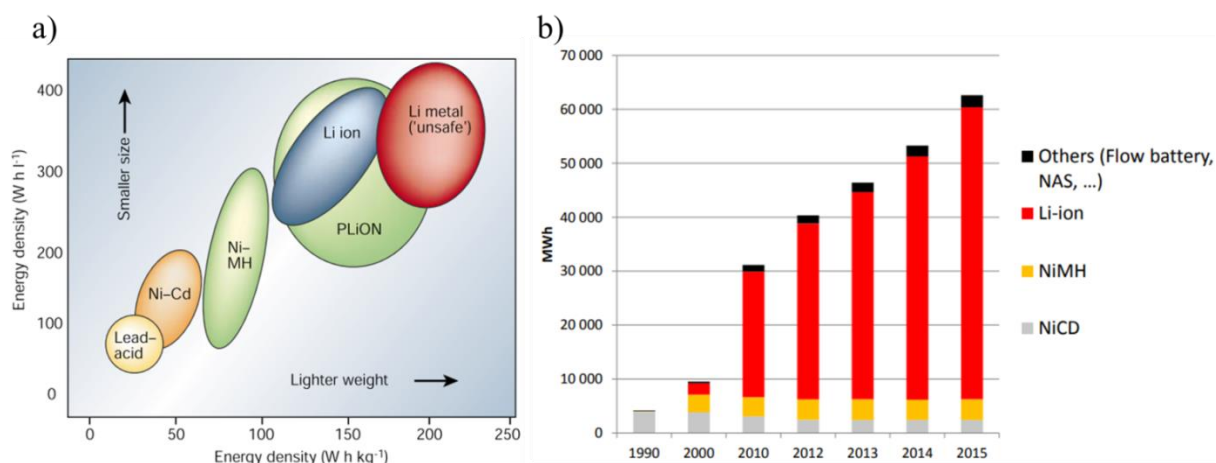 a)
Energy density (W h l⁻¹)
400
300
200
100
0
Smaller size
Lead–
acid
Ni–Cd
Ni–
MH
Li ion
PLiON
Li metal
('unsafe')
Lighter weight
0 50 100 150 200 250
Energy density (W h kg⁻¹)
b)
MWh
70 000
60 000
50 000
40 000
30 000
20 000
10 000
0
1990 2000 2010 2012 2013 2014 2015
Others (Flow battery,
NAS, ...)
Li-ion
NiMH
NiCD